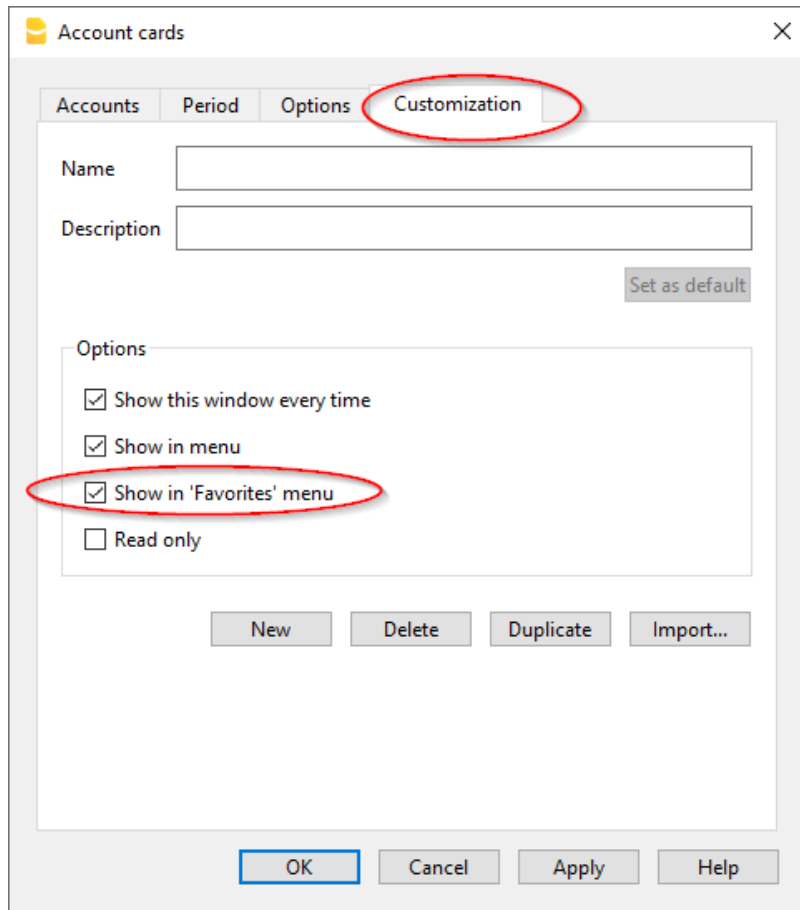 Account cards
Accounts Period Options Customization
Name
Description
Set as default
Options
Show this window every time
Show in menu
Show in 'Favorites' menu
Read only
New Delete Duplicate Import...
OK Cancel Apply Help